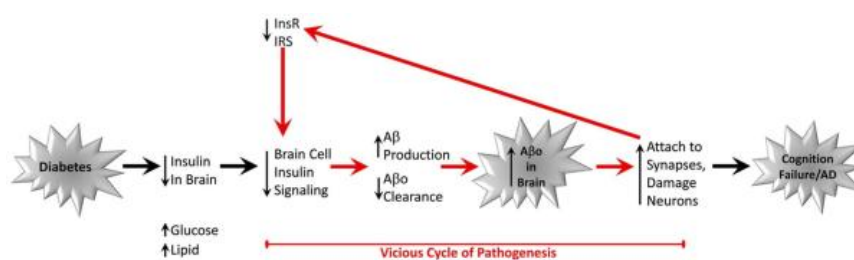 InsR
IRS
Diabetes
Insulin
In Brain
Glucose
Lipid
Brain Cell
Insulin
Signaling
Aβ
Production
Aβo
Clearance
Aβo
in
Brain
Attach to
Synapses,
Damage
Neurons
Cognition
Failure/AD
Vicious Cycle of Pathogenesis